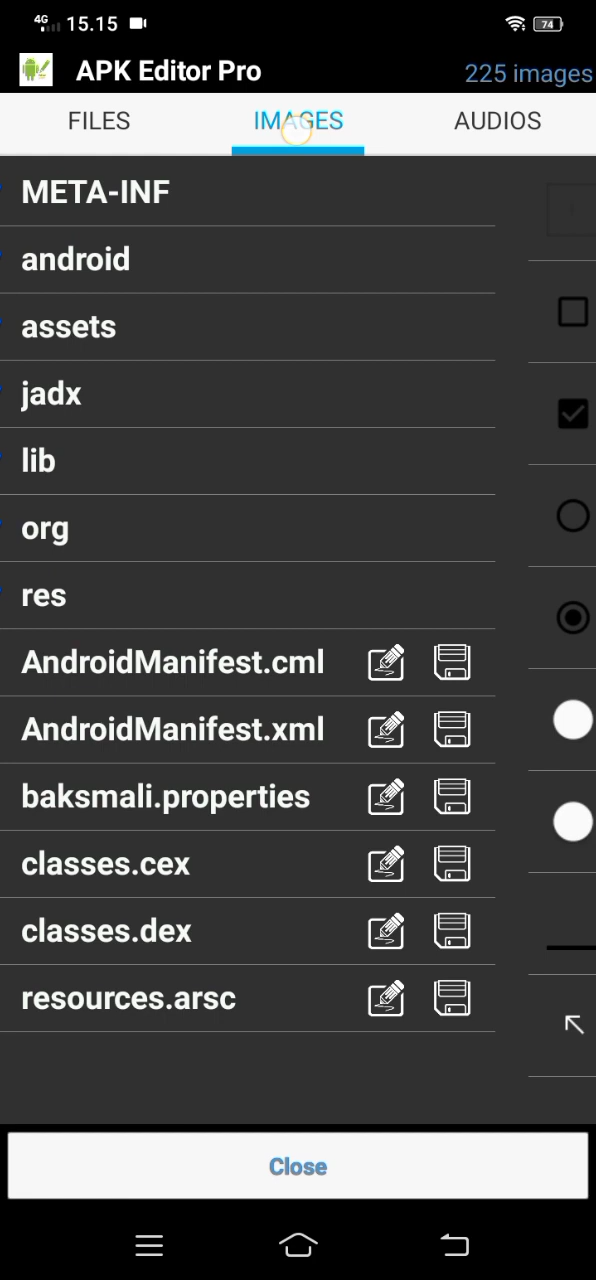 4G 15.15 74
APK Editor Pro 225 images
FILES IMAGES AUDIOS
META-INF
android
assets
jadx
lib
org
res
AndroidManifest.cml
AndroidManifest.xml
baksmali.properties
classes.cex
classes.dex
resources.arsc
Close